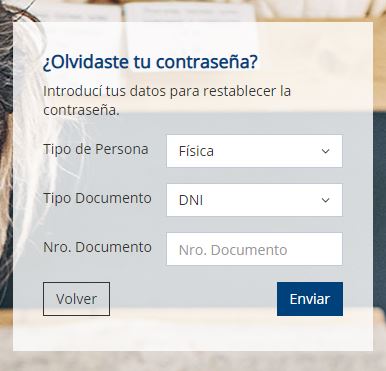 ¿Olvidaste tu contraseña?
Introducí tus datos para restablecer la
contraseña.
Tipo de Persona Física
Tipo Documento DNI
Nro. Documento Nro. Documento
Volver Enviar